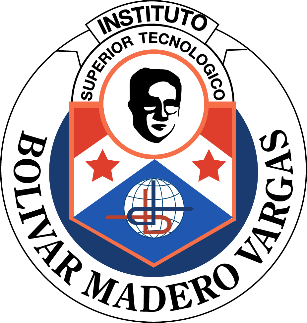 INSTITUTO
SUPERIOR TECNOLOGICO
BOLIVAR MADERO VARGAS